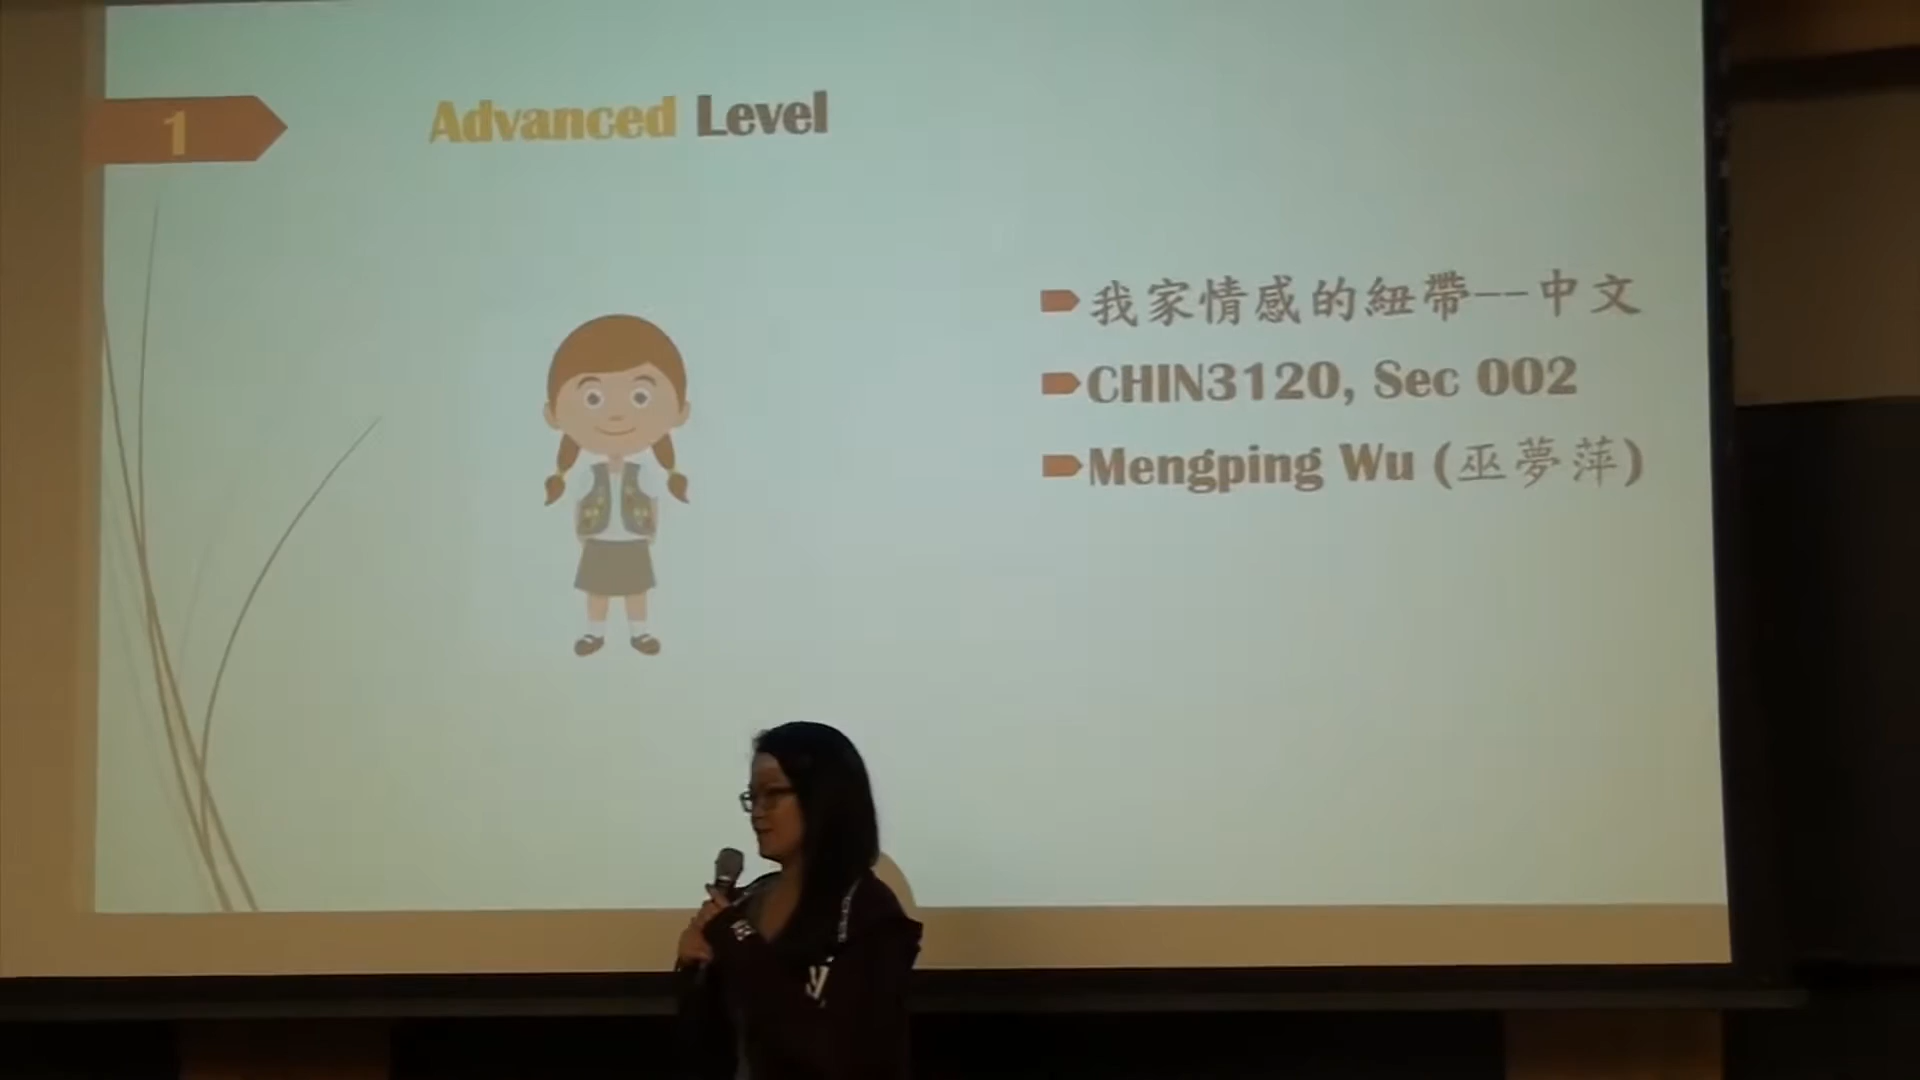 1
Advanced Level
我家情感的紐帶--中文
CHIN3120, Sec 002
Mengping Wu (巫夢萍)